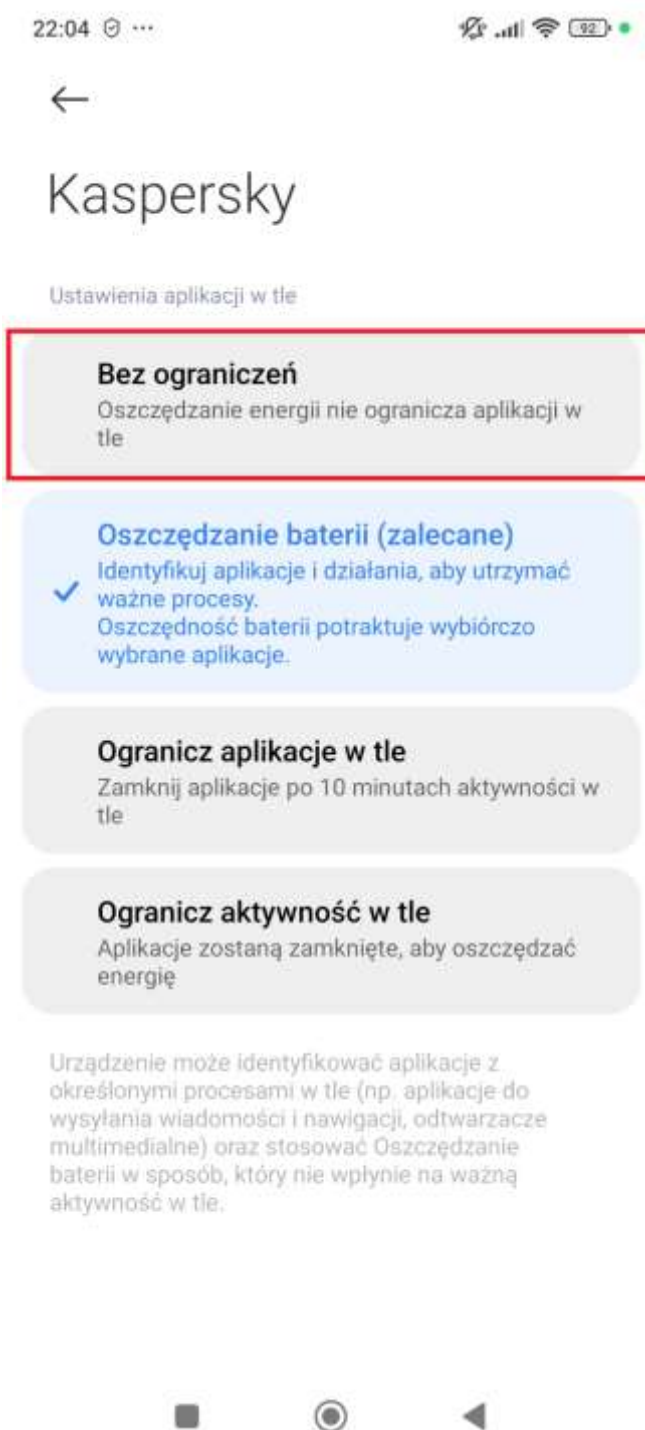 22:04
92
Kaspersky
Ustawienia aplikacji w tle
Bez ograniczeń
Oszczędzanie energii nie ogranicza aplikacji w
tle
Oszczędzanie baterii (zalecane)
Identyfikuj aplikacje i działania, aby utrzymać
ważne procesy.
Oszczędność baterii potraktuje wybiórczo
wybrane aplikacje.
Ogranicz aplikacje w tle
Zamknij aplikacje po 10 minutach aktywności w
tle
Ogranicz aktywność w tle
Aplikacje zostaną zamknięte, aby oszczędzać
energię
Urządzenie może identyfikować aplikacje z
określonymi procesami w tle (np. aplikacje do
wysyłania wiadomości i nawigacji, odtwarzacze
multimedialne) oraz stosować Oszczędzanie
baterii w sposób, który nie wpłynie na ważną
aktywność w tle.